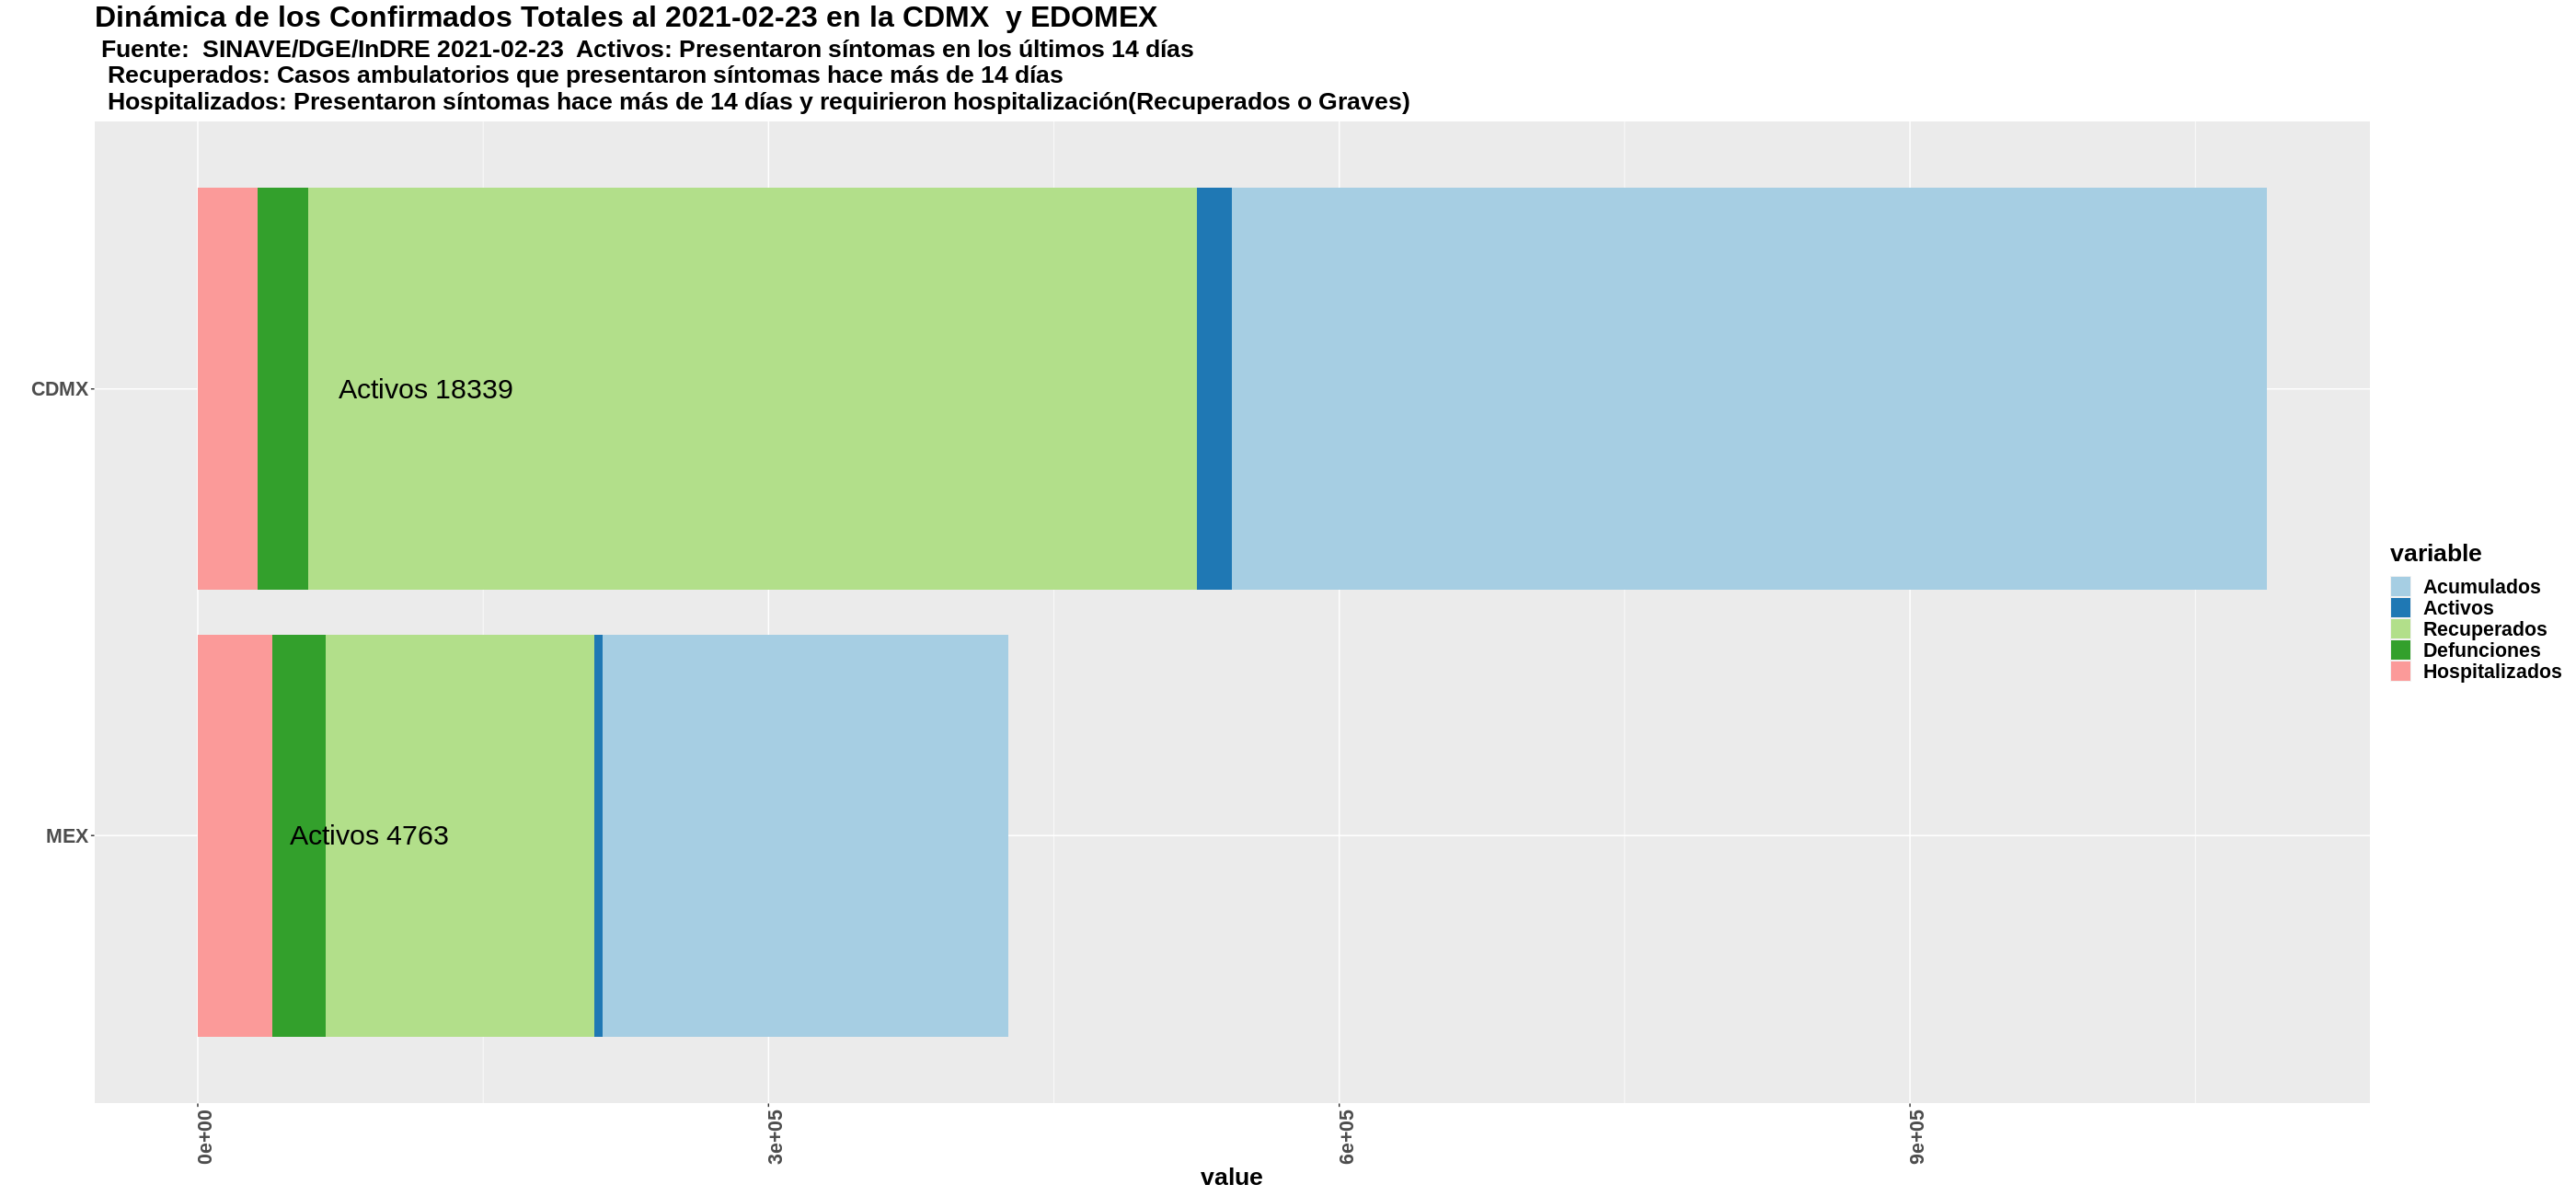 Dinámica de los Confirmados Totales al 2021-02-23 en la CDMX  y EDOMEX
Fuente:  SINAVE/DGE/InDRE 2021-02-23  Activos: Presentaron síntomas en los últimos 14 días
Recuperados: Casos ambulatorios que presentaron síntomas hace más de 14 días
Hospitalizados: Presentaron síntomas hace más de 14 días y requirieron hospitalización(Recuperados o Graves)
CDMX
Activos 18339
MEX
Activos 4763
0e+00
3e+05
6e+05
9e+05
value
variable
Acumulados
Activos
Recuperados
Defunciones
Hospitalizados